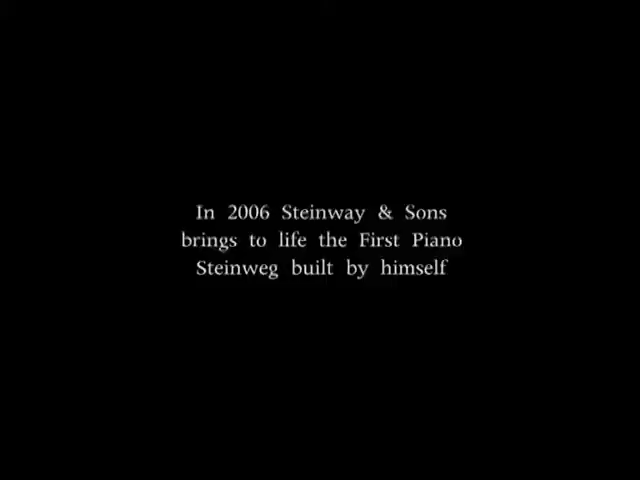 In 2006 Steinway & Sons
brings to life the First Piano
Steinweg built by himself